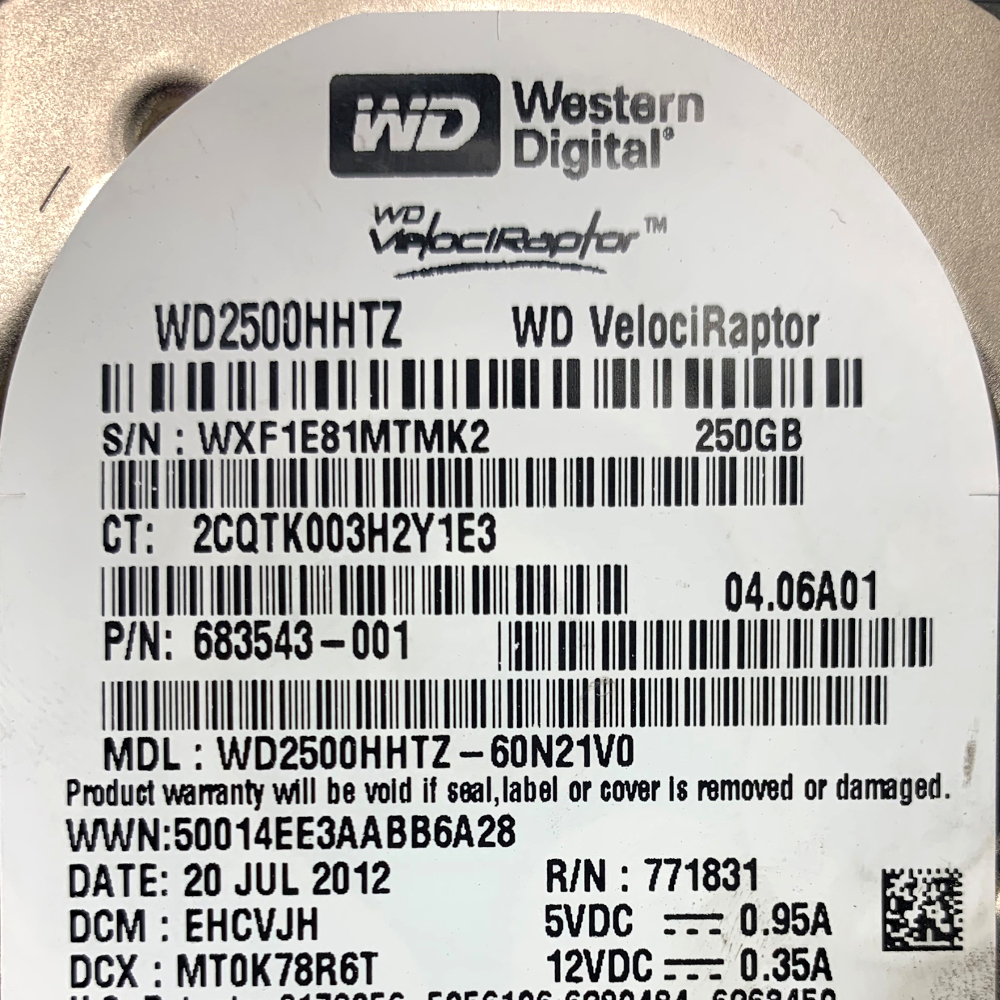 WD Western Digital®
WD VelociRaptor™
WD2500HHTZ WD VelociRaptor
S/N : WXF1E81MTMK2 250GB
CT: 2CQTK003H2Y1E3
04.06A01
P/N: 683543-001
MDL : WD2500HHTZ-60N21V0
Product warranty will be void if seal,label or cover is removed or damaged.
WWN:50014EE3AABB6A28
DATE: 20 JUL 2012 R/N : 771831
DCM : EHCVJH 5VDC ⎓ 0.95A
DCX : MT0K78R6T 12VDC ⎓ 0.35A